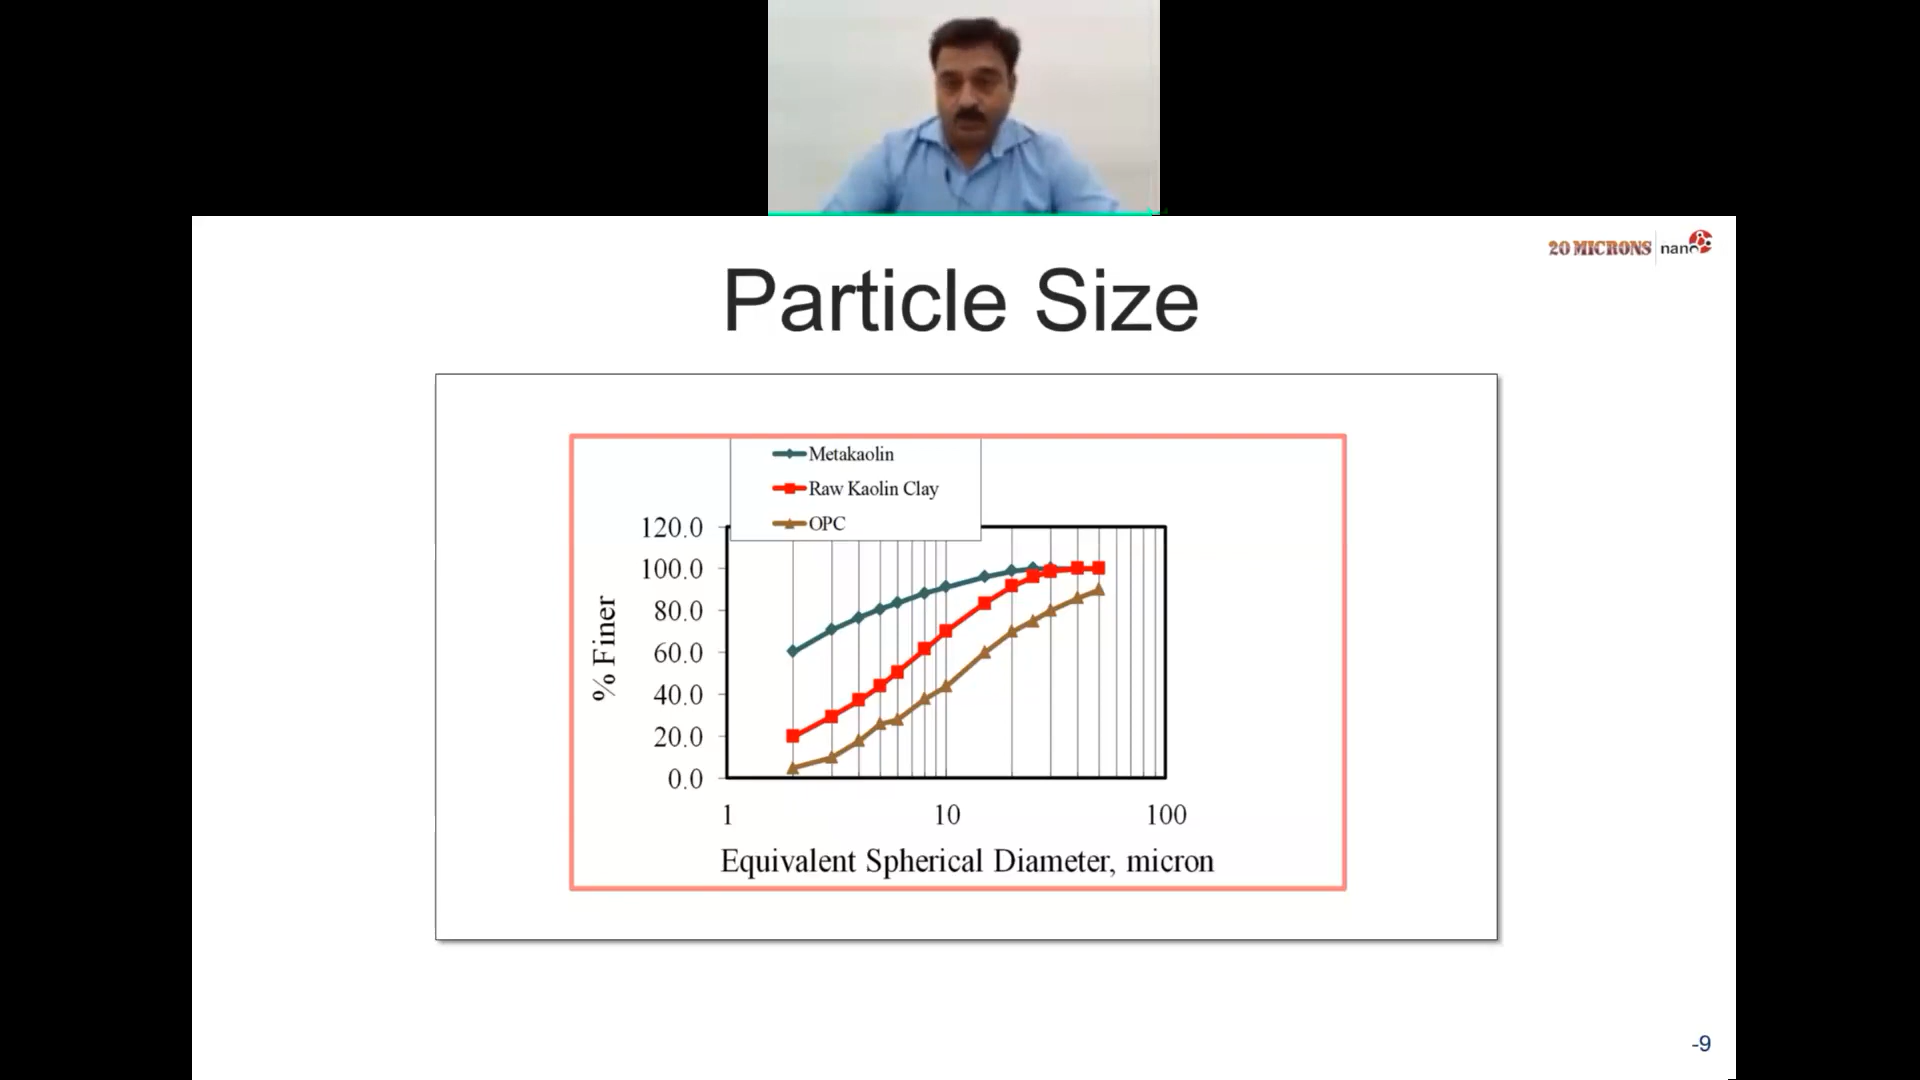 20 MICRONS nano
Particle Size
Metakaolin
Raw Kaolin Clay
OPC
120.0
100.0
80.0
60.0
40.0
20.0
0.0
% Finer
1 10 100
Equivalent Spherical Diameter, micron
-9